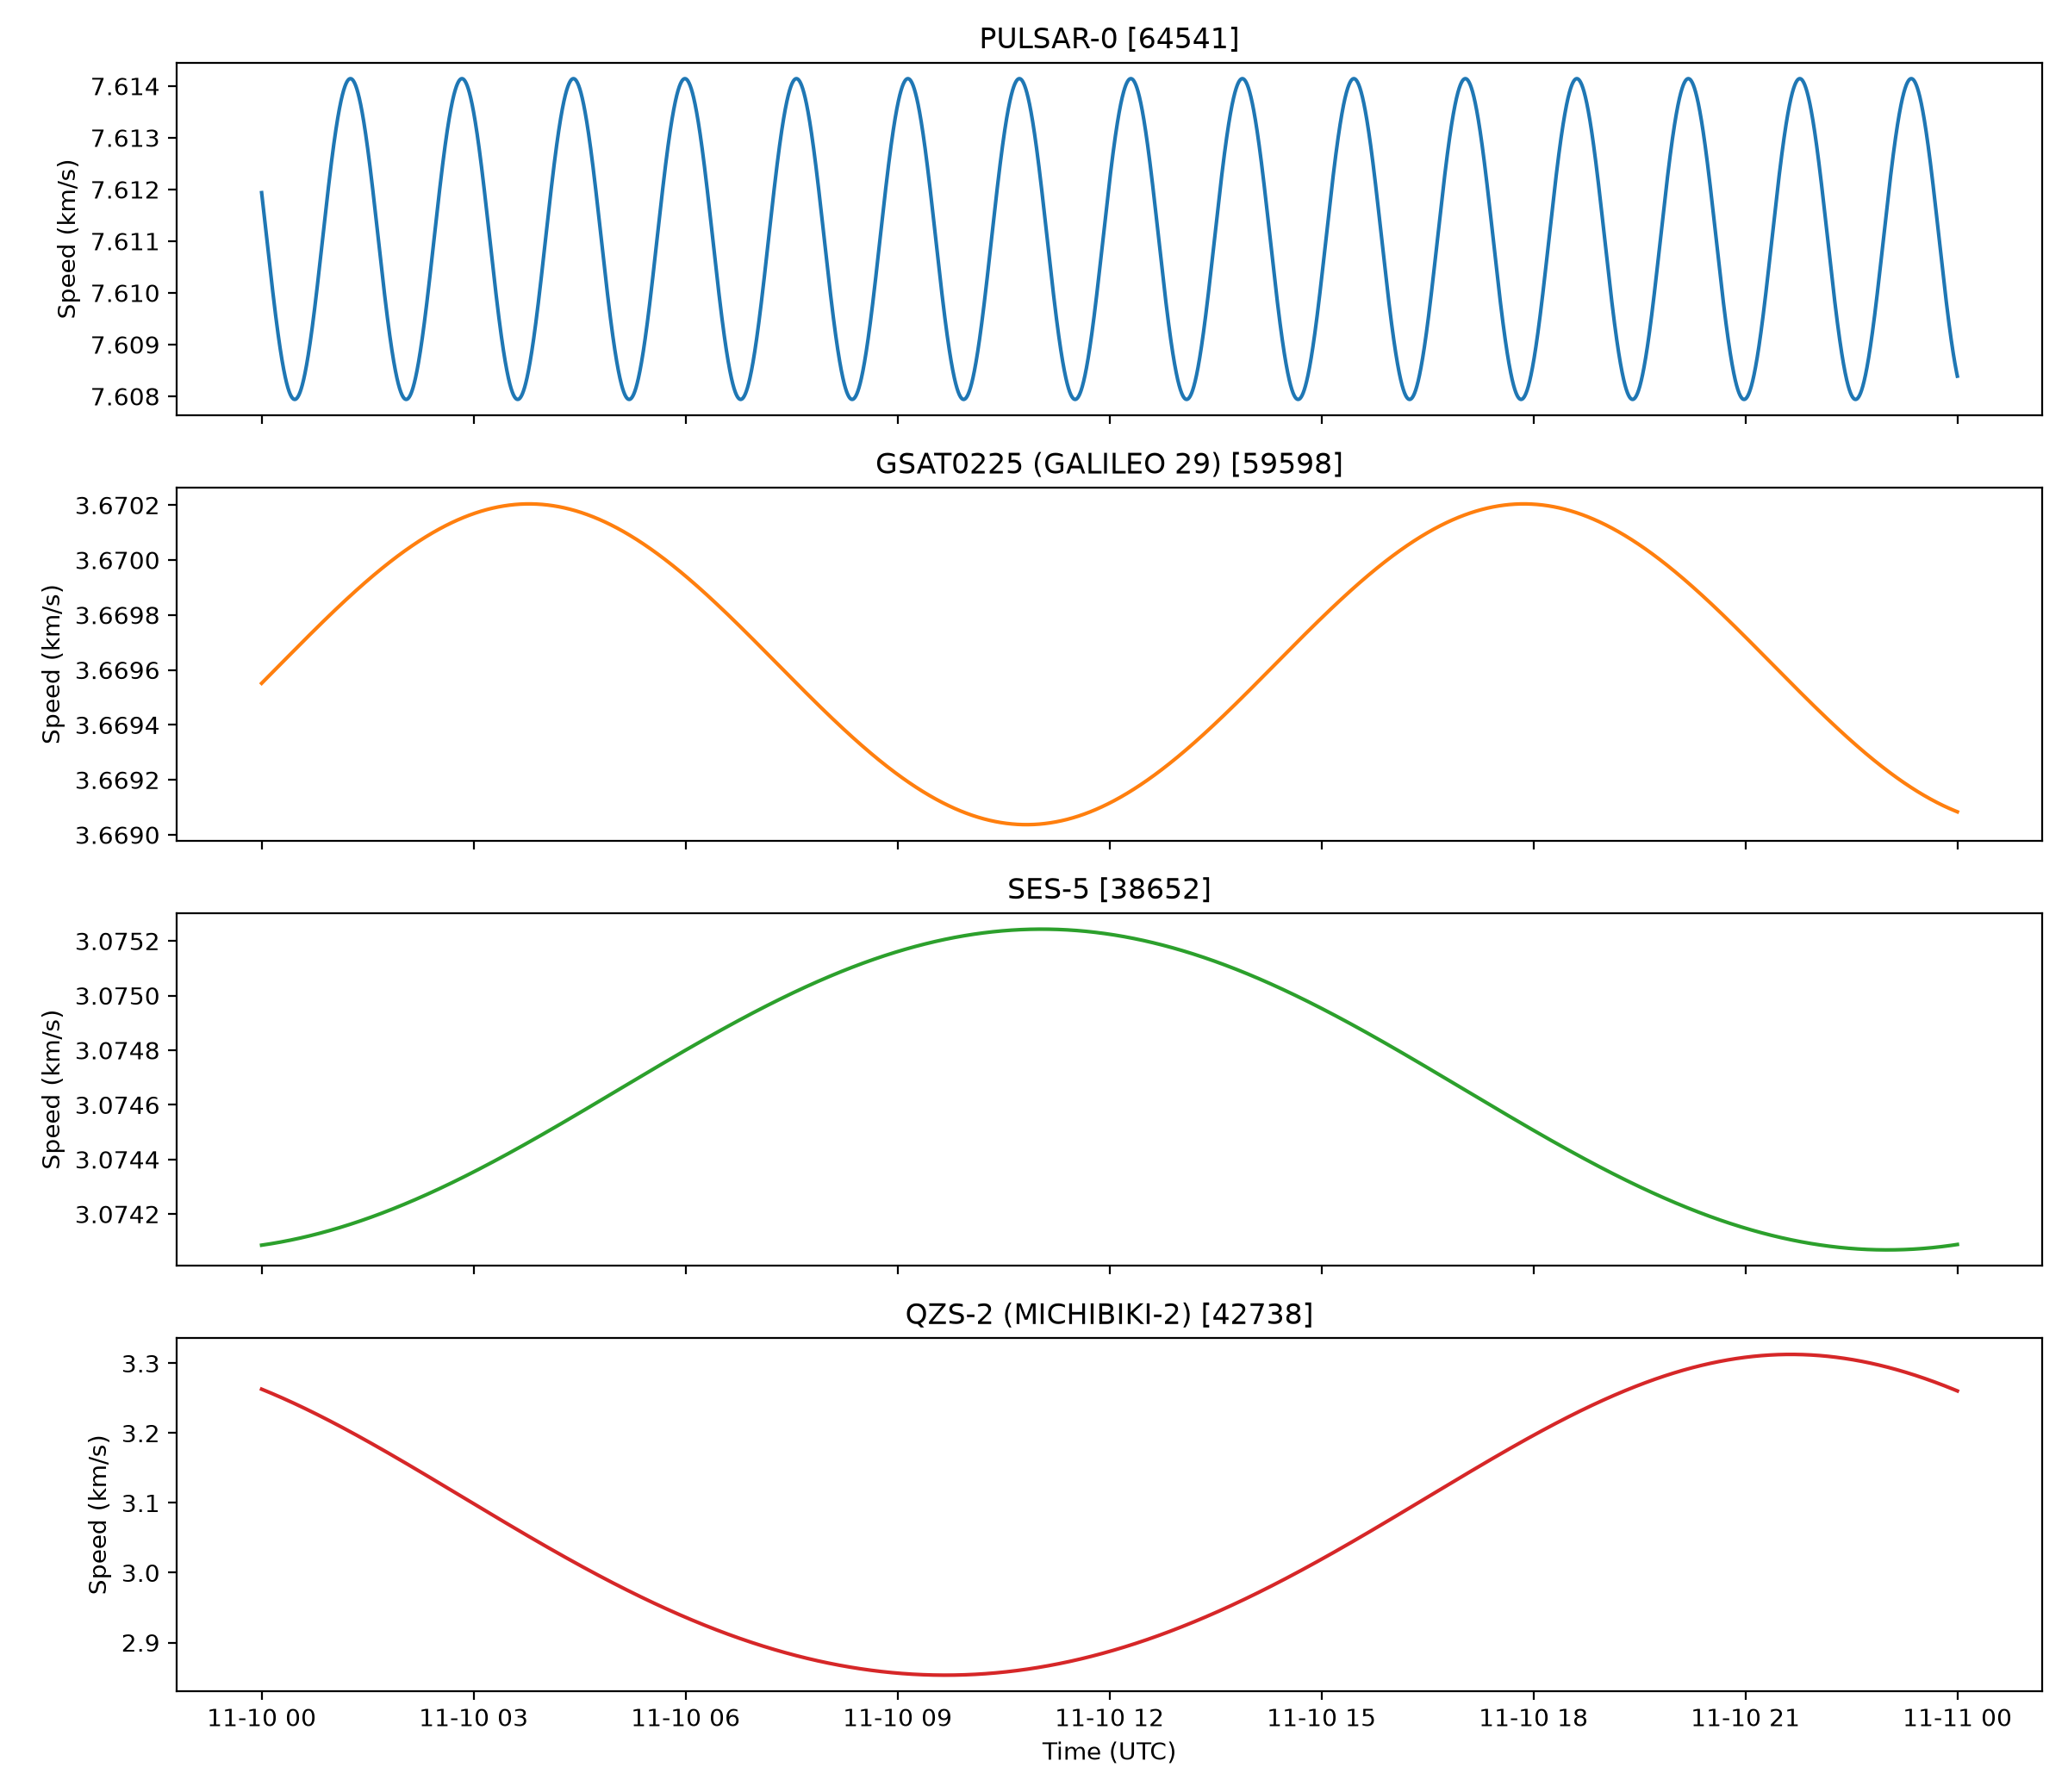 PULSAR-0 [64541]
7.614
7.613
7.612
7.611
7.610
7.609
7.608
Speed (km/s)
GSAT0225 (GALILEO 29) [59598]
3.6702
3.6700
3.6698
3.6696
3.6694
3.6692
3.6690
Speed (km/s)
SES-5 [38652]
3.0752
3.0750
3.0748
3.0746
3.0744
3.0742
Speed (km/s)
QZS-2 (MICHIBIKI-2) [42738]
3.3
3.2
3.1
3.0
2.9
Speed (km/s)
11-10 00 11-10 03 11-10 06 11-10 09 11-10 12 11-10 15 11-10 18 11-10 21 11-11 00
Time (UTC)